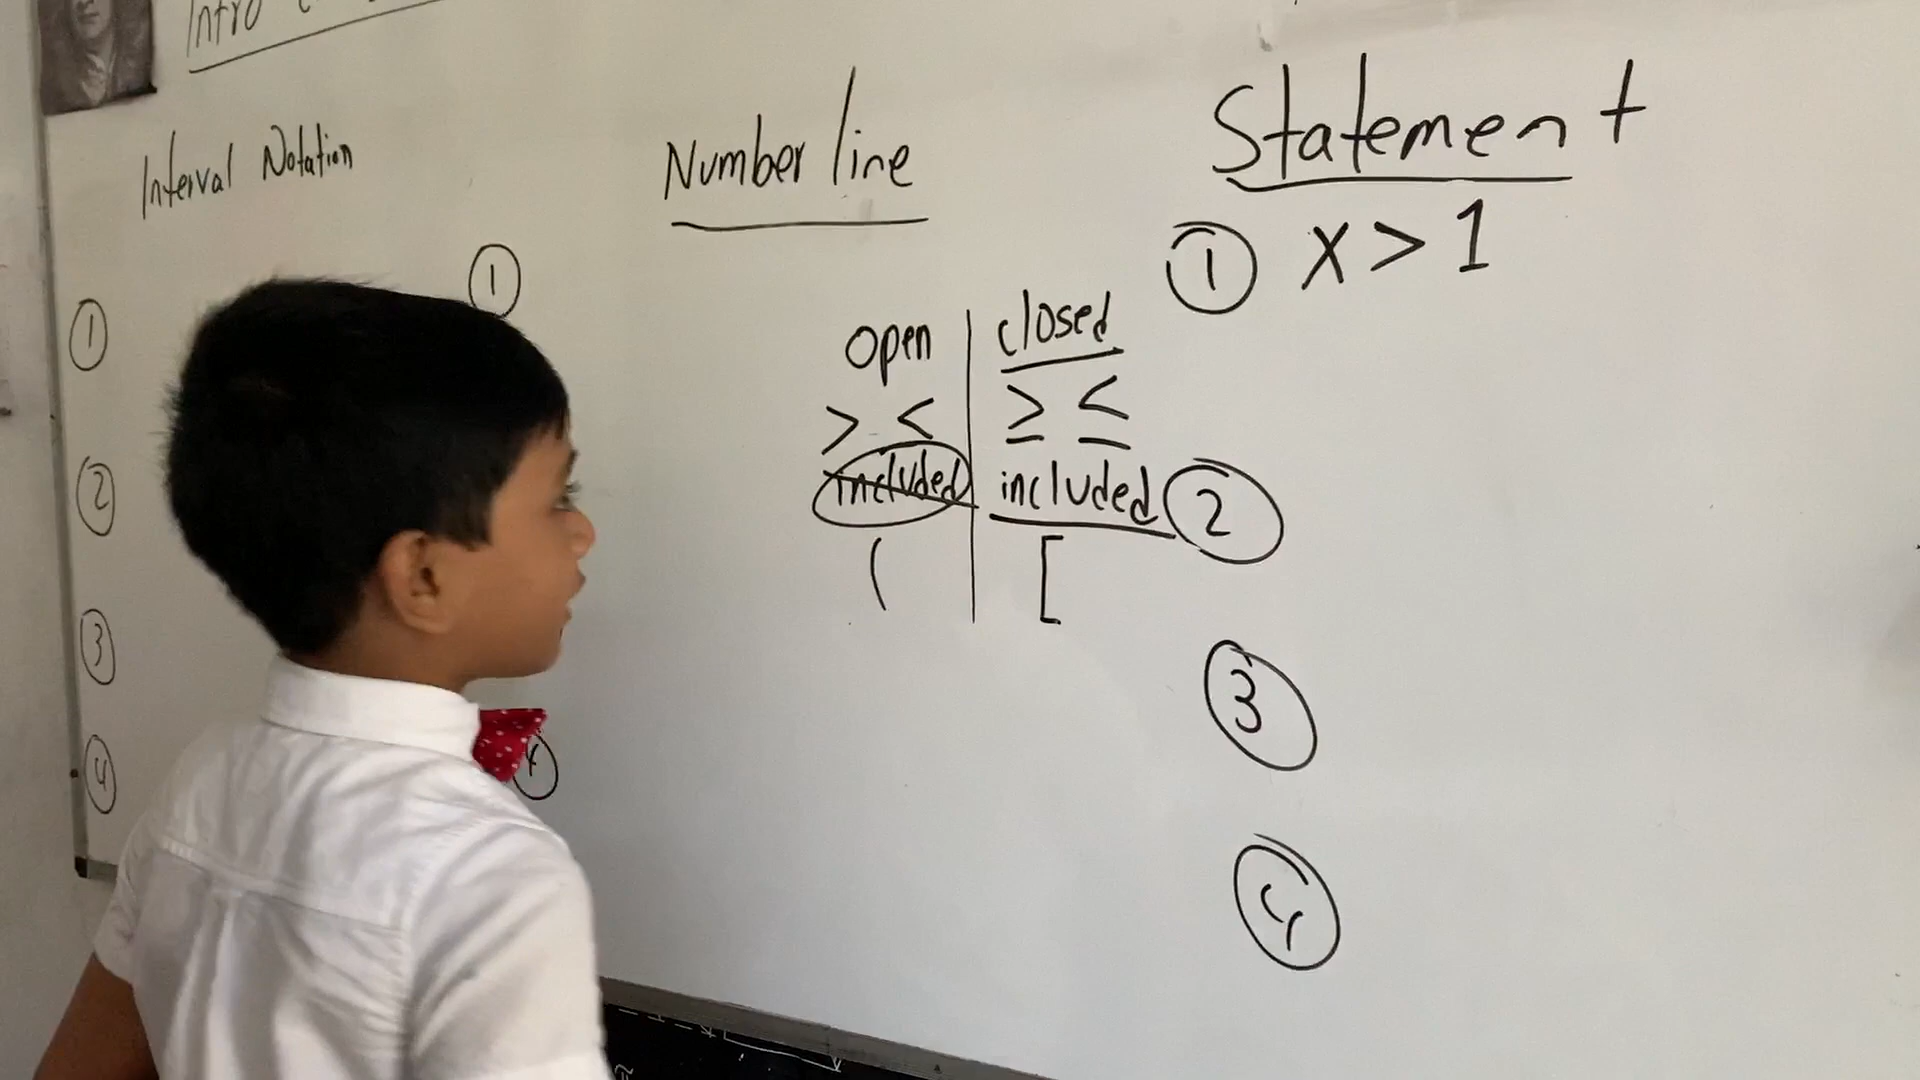 Intro
Interval Notation
①
②
③
④
Number line
①
④
open | closed
> < | ≥ ≤
included | included
( | [
Statement
① x > 1
②
③
④